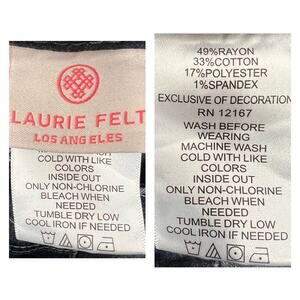 LAURIE FELT
LOS ANGELES
COLD WITH LIKE
COLORS
INSIDE OUT
ONLY NON-CHLORINE
BLEACH WHEN
NEEDED
TUMBLE DRY LOW
COOL IRON IF NEEDED
49%RAYON
33%COTTON
17%POLYESTER
1%SPANDEX
EXCLUSIVE OF DECORATION
RN 12167
WASH BEFORE
WEARING
MACHINE WASH
COLD WITH LIKE
COLORS
INSIDE OUT
ONLY NON-CHLORINE
BLEACH WHEN
NEEDED
TUMBLE DRY LOW
COOL IRON IF NEEDED